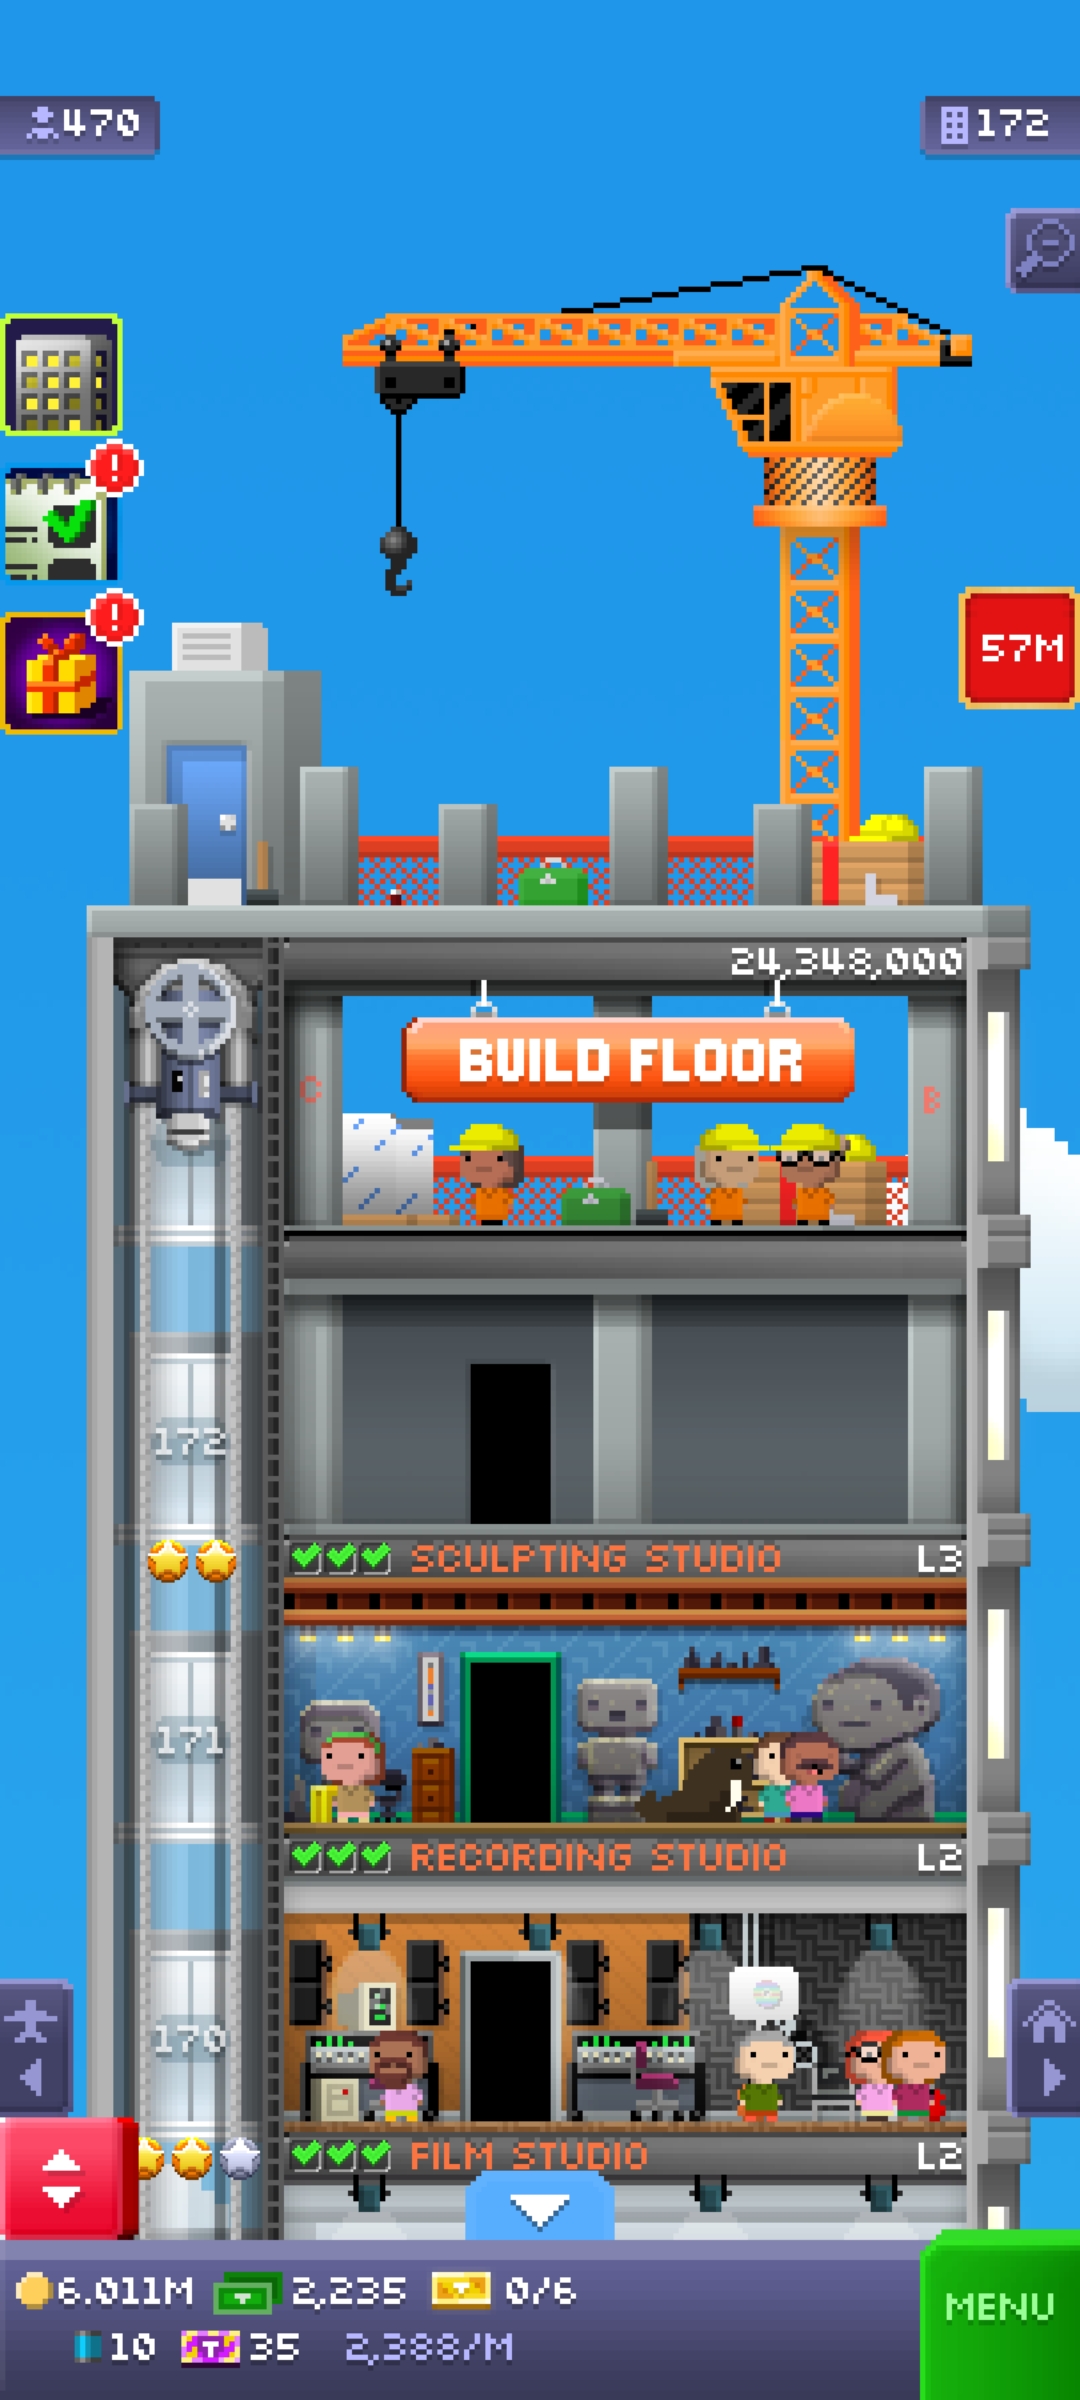 470
172
57M
24,348,000
BUILD FLOOR
C
B
172
SCULPTING STUDIO L3
171
RECORDING STUDIO L2
170
FILM STUDIO L2
6.011M 2,235 0/6
10 35 2,388/M
MENU